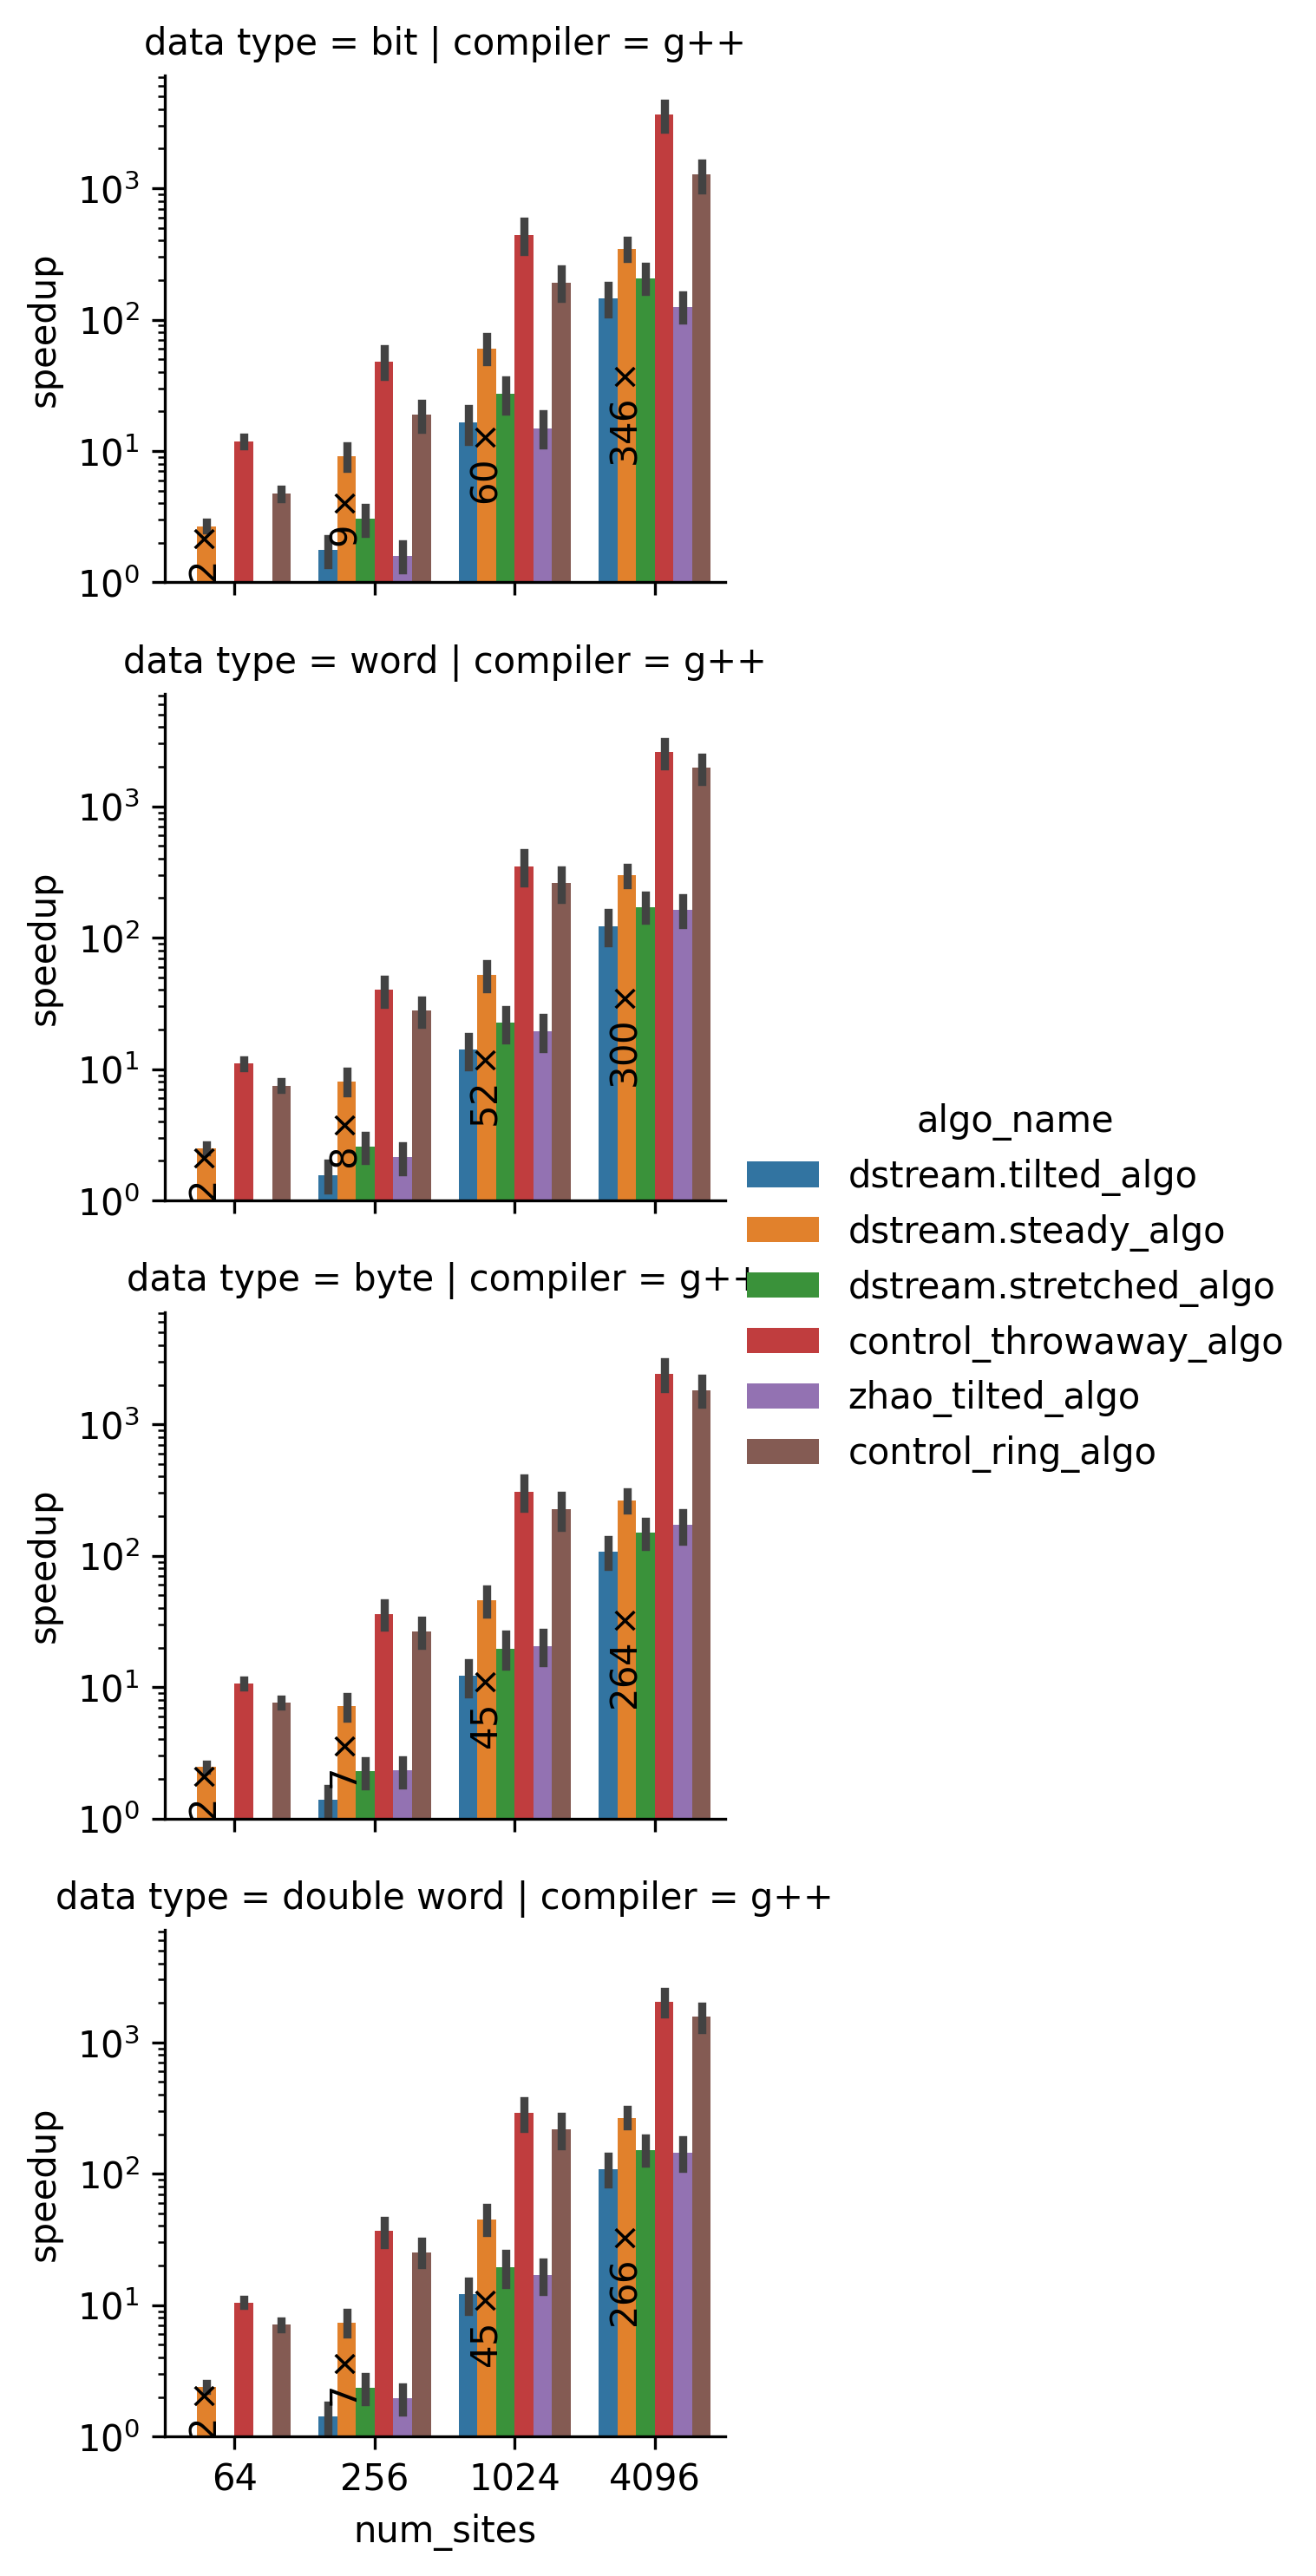 data type = bit | compiler = g++
speedup
10³
10²
10¹
10⁰
2 ×
9 ×
60 ×
346 ×
data type = word | compiler = g++
speedup
10³
10²
10¹
10⁰
2 ×
8 ×
52 ×
300 ×
algo_name
dstream.tilted_algo
dstream.steady_algo
dstream.stretched_algo
control_throwaway_algo
zhao_tilted_algo
control_ring_algo
data type = byte | compiler = g++
speedup
10³
10²
10¹
10⁰
2 ×
7 ×
45 ×
264 ×
data type = double word | compiler = g++
speedup
10³
10²
10¹
10⁰
2 ×
7 ×
45 ×
266 ×
64 256 1024 4096
num_sites